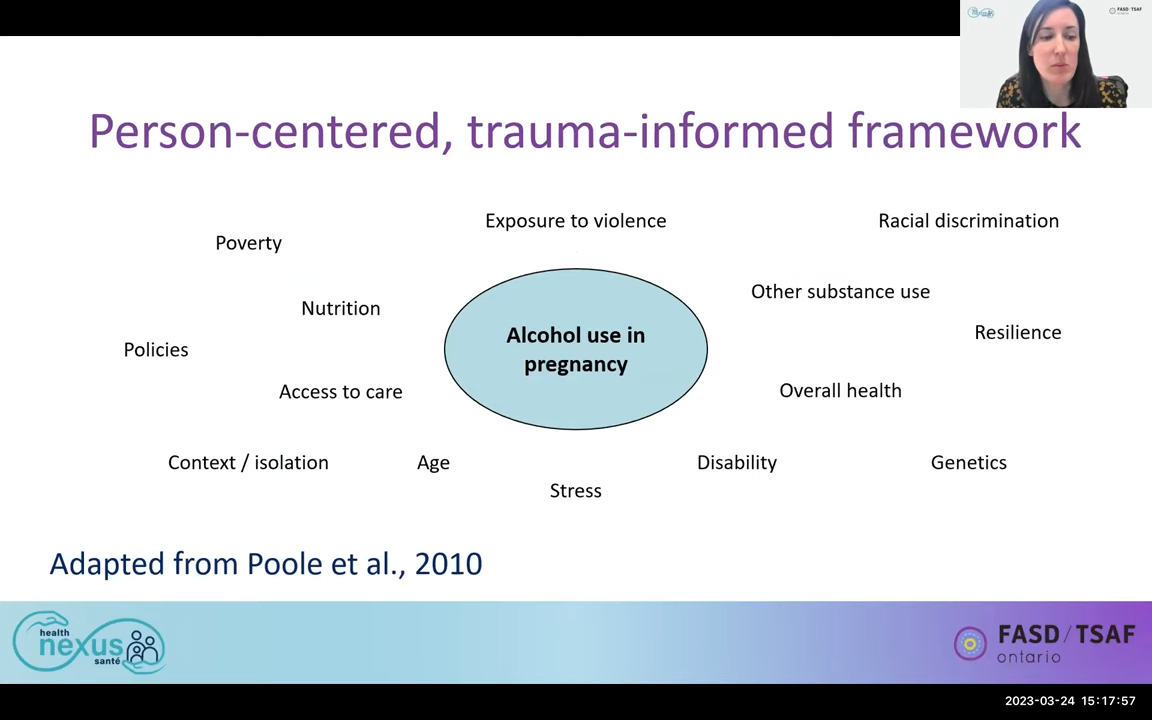 Person-centered, trauma-informed framework
Exposure to violence
Racial discrimination
Poverty
Other substance use
Nutrition
Alcohol use in
pregnancy
Resilience
Policies
Access to care
Overall health
Context / isolation
Age
Disability
Genetics
Stress
Adapted from Poole et al., 2010
health
nexus
santé
FASD / TSAF
ontario
2023-03-24 15:17:57
FASD / TSAF